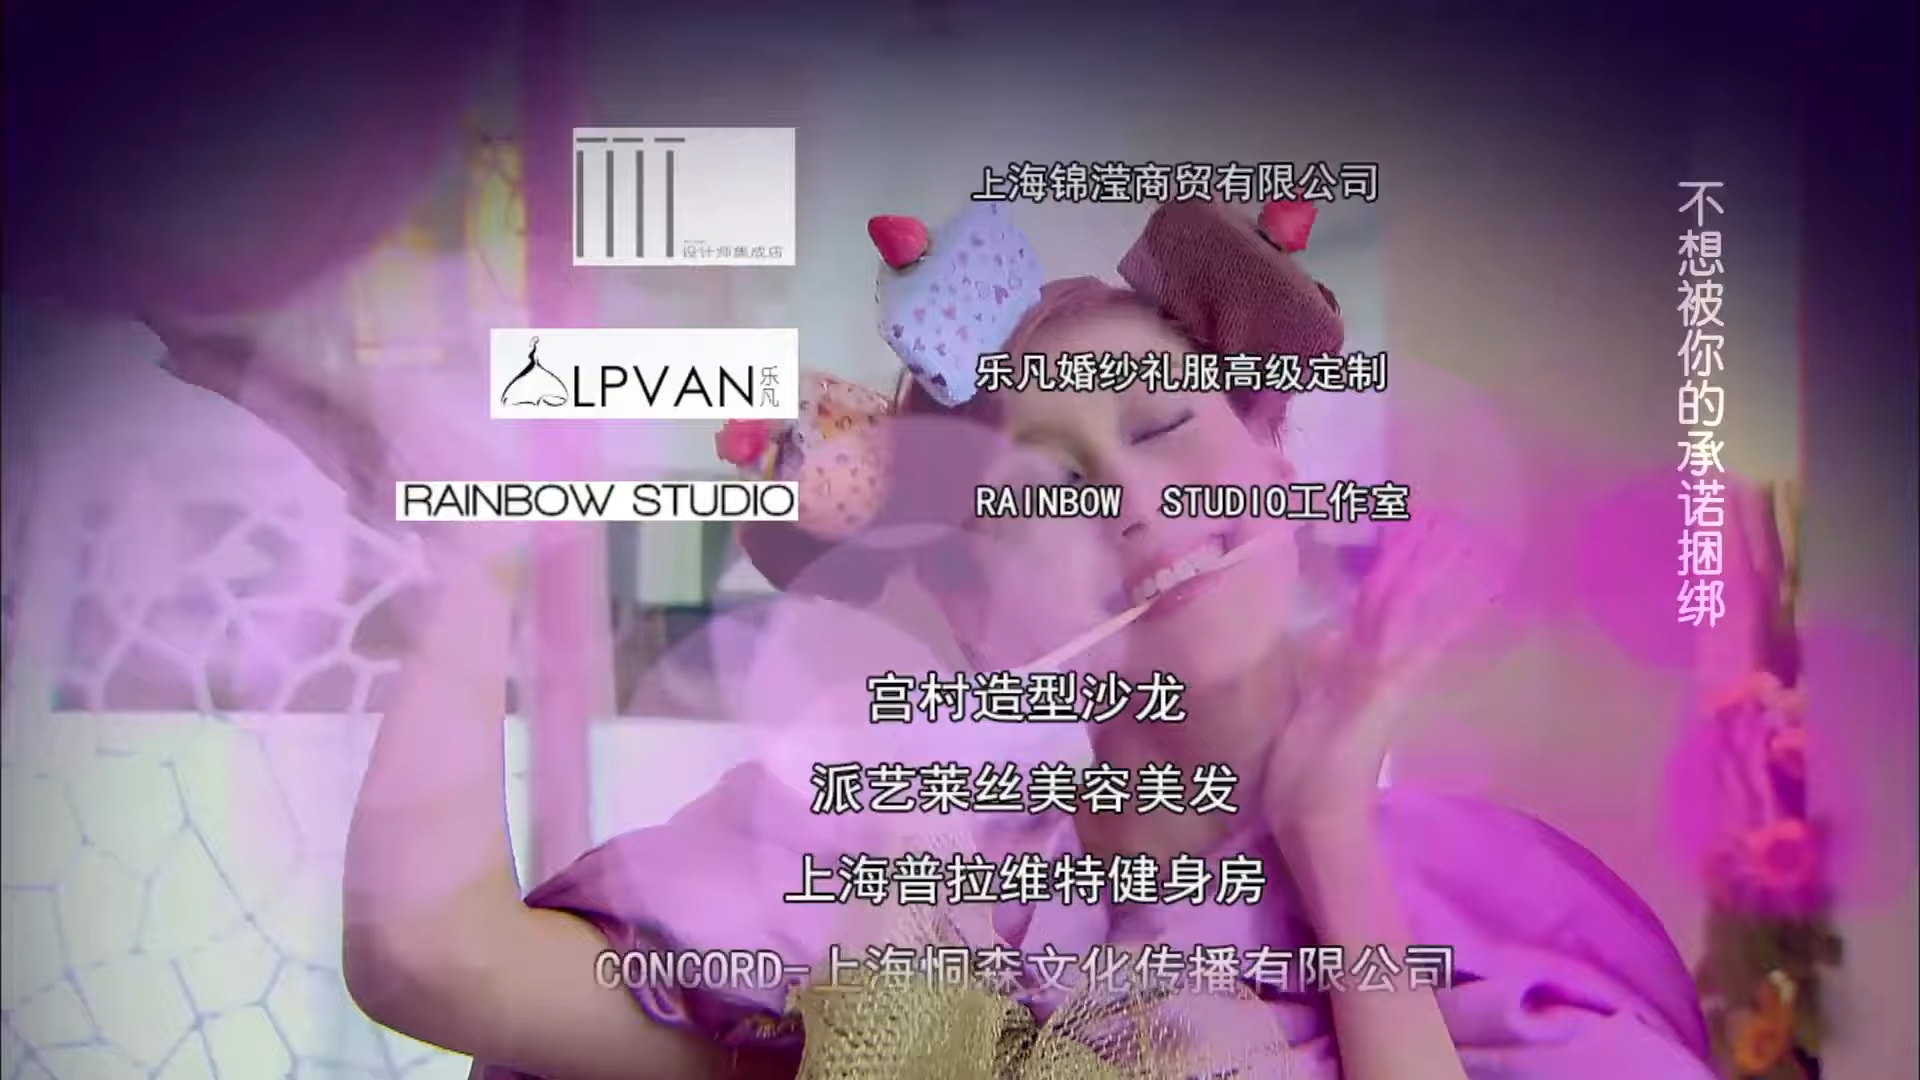 设计师集成店
上海锦滢商贸有限公司
LPVAN乐凡
乐凡婚纱礼服高级定制
RAINBOW STUDIO
RAINBOW STUDIO工作室
宫村造型沙龙
派艺莱丝美容美发
上海普拉维特健身房
CONCORD-上海恫森文化传播有限公司
不想被你的承诺捆绑